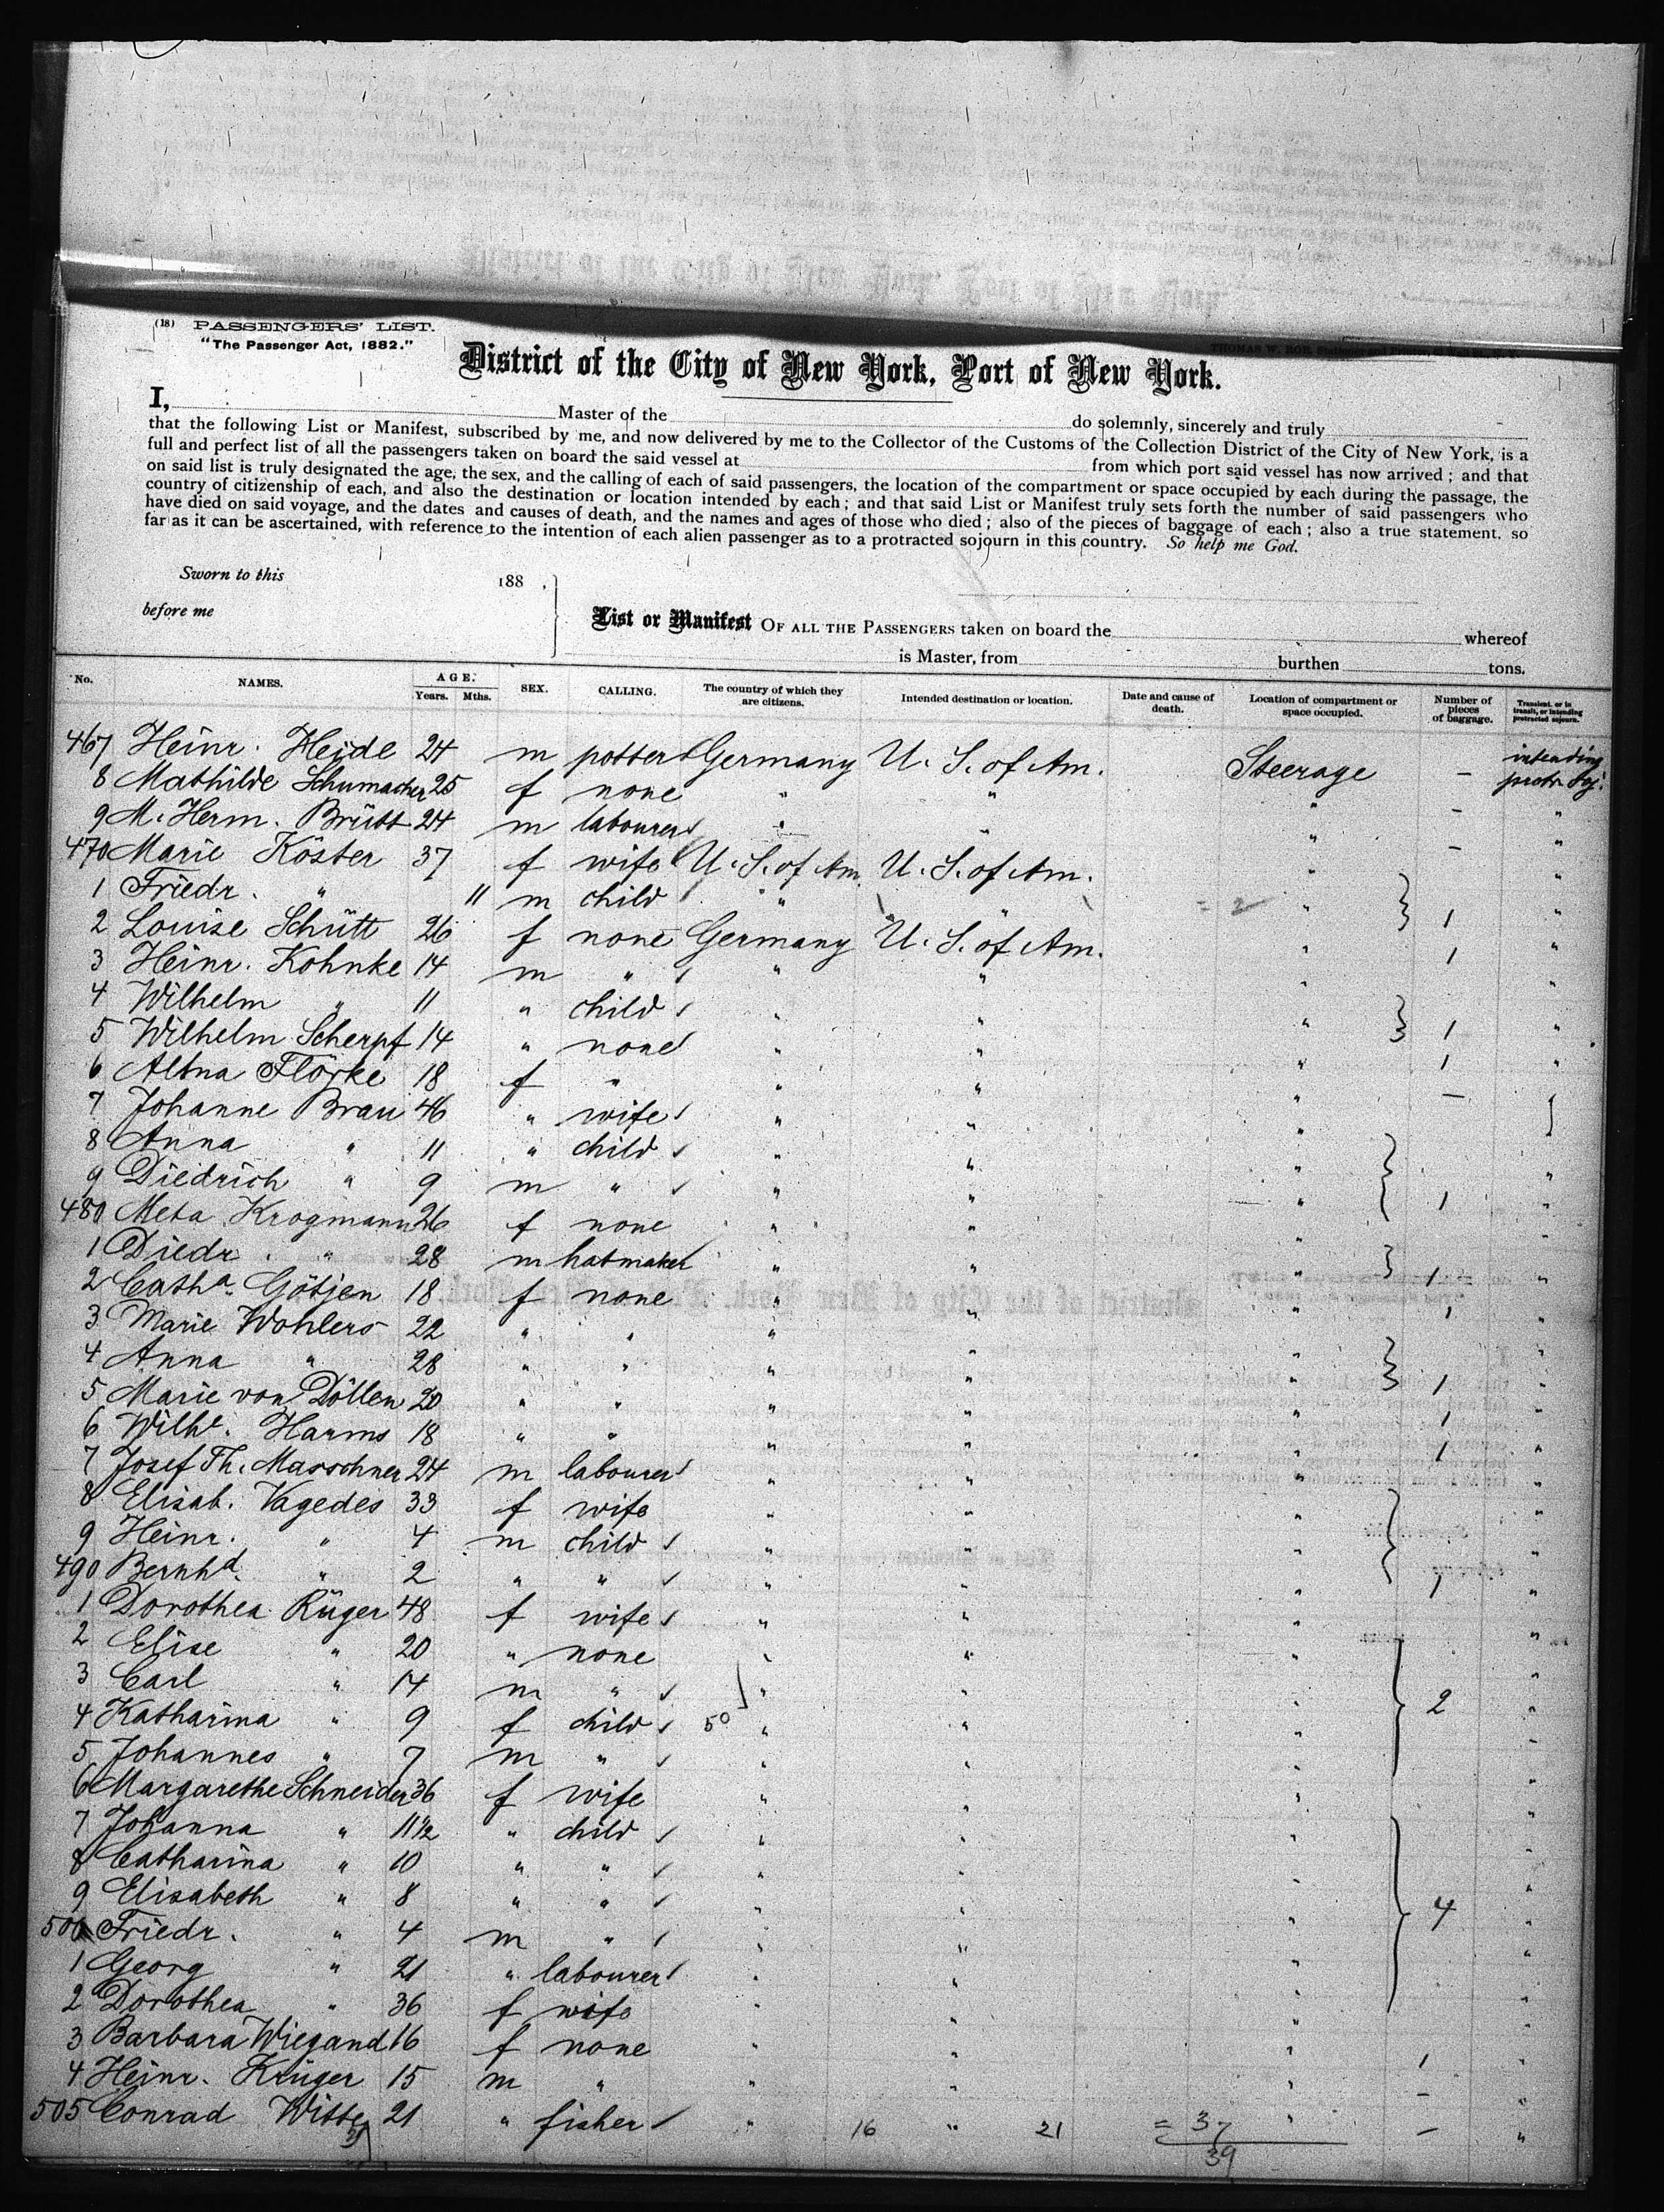 (18) PASSENGERS' LIST.
"The Passenger Act, 1882."
District of the City of New York, Port of New York.
I, Master of the do solemnly, sincerely and truly
that the following List or Manifest, subscribed by me, and now delivered by me to the Collector of the Customs of the Collection District of the City of New York, is a
full and perfect list of all the passengers taken on board the said vessel at from which port said vessel has now arrived; and that
on said list is truly designated the age, the sex, and the calling of each of said passengers, the location of the compartment or space occupied by each during the passage, the
country of citizenship of each, and also the destination or location intended by each; and that said List or Manifest truly sets forth the number of said passengers who
have died on said voyage, and the dates and causes of death, and the names and ages of those who died; also of the pieces of baggage of each; also a true statement, so
far as it can be ascertained, with reference to the intention of each alien passenger as to a protracted sojourn in this country. So help me God.
Sworn to this 188 .
before me
List or Manifest OF ALL THE PASSENGERS taken on board the whereof
is Master, from burthen tons.
No. NAMES. AGE. Years. Mths. SEX. CALLING. The country of which they are citizens. Intended destination or location. Date and cause of death. Location of compartment or space occupied. Number of pieces of baggage. Transient, or in transit, or intending protracted sojourn.
467 Heinr. Heide 24 m potter Germany U. S. of Am. Steerage - intending protr. soj.
8 Mathilde Schumacher 25 f none " " " - "
9 M. Herm. Brütt 24 m labourer " " " - "
470 Marie Köster 37 f wife U. S. of Am. U. S. of Am. " "
1 Friedr. " 11 m child " " = 2 " 1 "
2 Louise Schütt 26 f none Germany U. S. of Am. " 1 "
3 Heinr. Kohnke 14 m " " " " "
4 Wilhelm " 11 " child " " " 1 "
5 Wilhelm Scherpf 14 " none " " " 1 "
6 Altna Flörke 18 f " " " " -
7 Johanne Brau 46 " wife " " "
8 Anna " 11 " child " " " "
9 Diedrich " 9 m " " " " 1 "
480 Meta Krogmann 26 f none " " "
1 Diedr. " 28 m hatmaker " " " 1 "
2 Catha. Götjen 18 f none " " " 1 "
3 Marie Wohlers 22 " " " " " "
4 Anna " 28 " " " " " 1 "
5 Marie von Döllen 20 " " " " " 1 "
6 Wilhe. Harms 18 " " " " " 1 "
7 Josef Th. Marschner 24 m labourer " " " "
8 Elisab. Vagedes 33 f wife " " " "
9 Heinr. " 4 m child " " " "
490 Bernhd. " 2 " " " " " 1 "
1 Dorothea Rüger 48 f wife " " " "
2 Elise " 20 " none " " " "
3 Carl " 14 m " " " " 2 "
4 Katharina " 9 f child 50 " " " "
5 Johannes " 7 m " " " " "
6 Margarethe Schneider 36 f wife " " " "
7 Johanna " 11 1/2 " child " " " "
8 Catharina " 10 " " " " "
9 Elisabeth " 8 " " " " " 4 "
500 Friedr. " 4 m " " " " "
1 Georg " 21 " labourer " " " "
2 Dorothea " 36 f wife " " " "
3 Barbara Wiegand 16 f none " " " 1 "
4 Heinr. Krüger 15 m " " " " - "
505 Conrad Witte 21 " fisher " 16 " 21 = 37 " - "
39